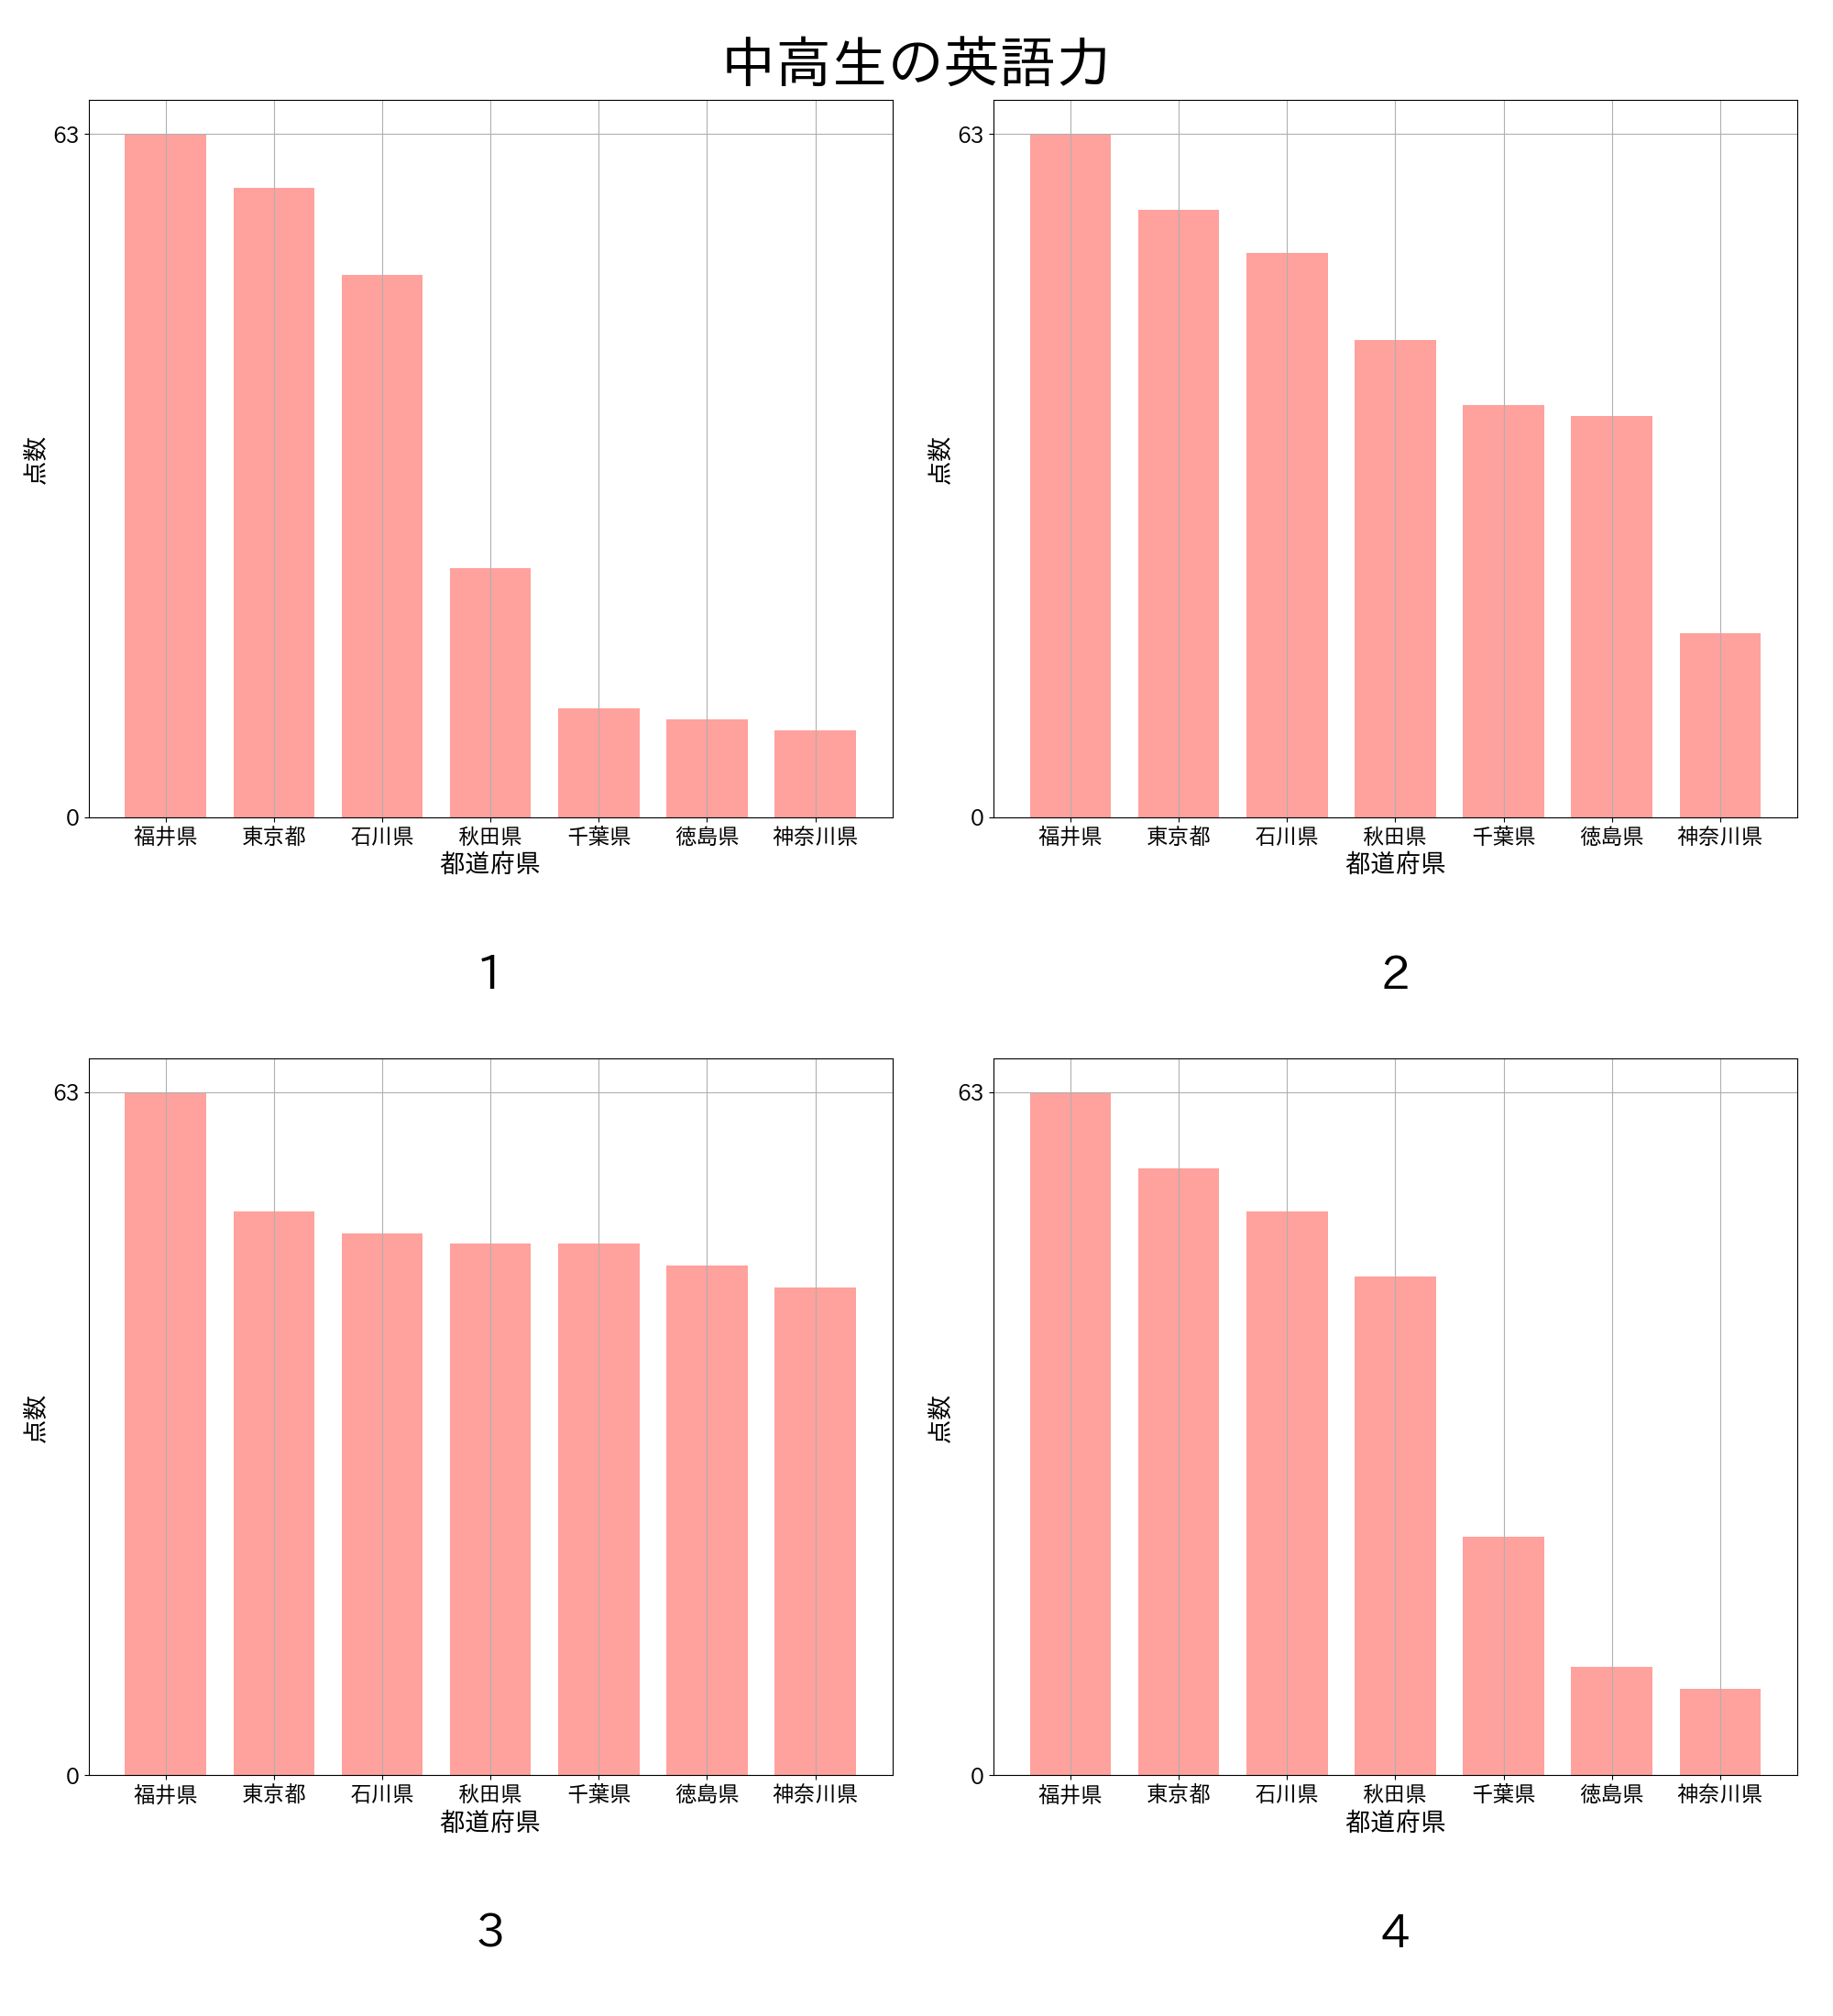 中高生の英語力
63
0
点数
福井県 東京都 石川県 秋田県 千葉県 徳島県 神奈川県
都道府県
1
63
0
点数
福井県 東京都 石川県 秋田県 千葉県 徳島県 神奈川県
都道府県
2
63
0
点数
福井県 東京都 石川県 秋田県 千葉県 徳島県 神奈川県
都道府県
3
63
0
点数
福井県 東京都 石川県 秋田県 千葉県 徳島県 神奈川県
都道府県
4